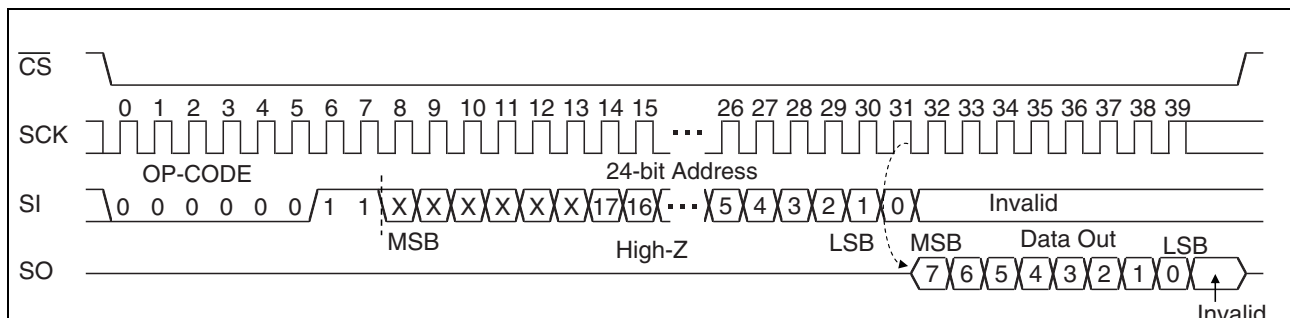 CS
0 1 2 3 4 5 6 7 8 9 10 11 12 13 14 15 26 27 28 29 30 31 32 33 34 35 36 37 38 39
SCK ···
OP-CODE 24-bit Address
SI 0 0 0 0 0 0 1 1 X X X X X X 17 16 ··· 5 4 3 2 1 0 Invalid
MSB High-Z LSB MSB Data Out LSB
SO 7 6 5 4 3 2 1 0
Invalid